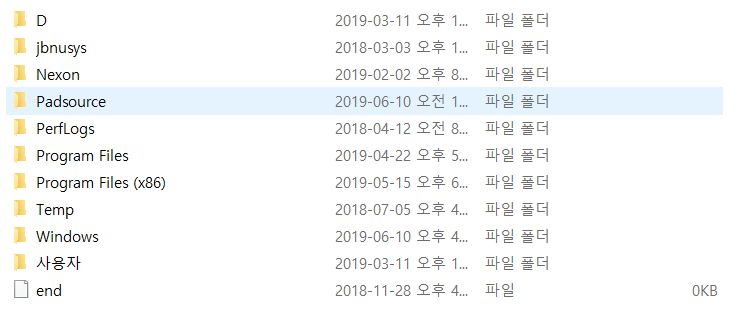 D 2019-03-11 오후 1... 파일 폴더
jbnusys 2018-03-03 오후 1... 파일 폴더
Nexon 2019-02-02 오후 8... 파일 폴더
Padsource 2019-06-10 오전 1... 파일 폴더
PerfLogs 2018-04-12 오전 8... 파일 폴더
Program Files 2019-04-22 오후 5... 파일 폴더
Program Files (x86) 2019-05-15 오후 6... 파일 폴더
Temp 2018-07-05 오후 4... 파일 폴더
Windows 2019-06-10 오후 4... 파일 폴더
사용자 2019-03-11 오후 1... 파일 폴더
end 2018-11-28 오후 4... 파일 0KB